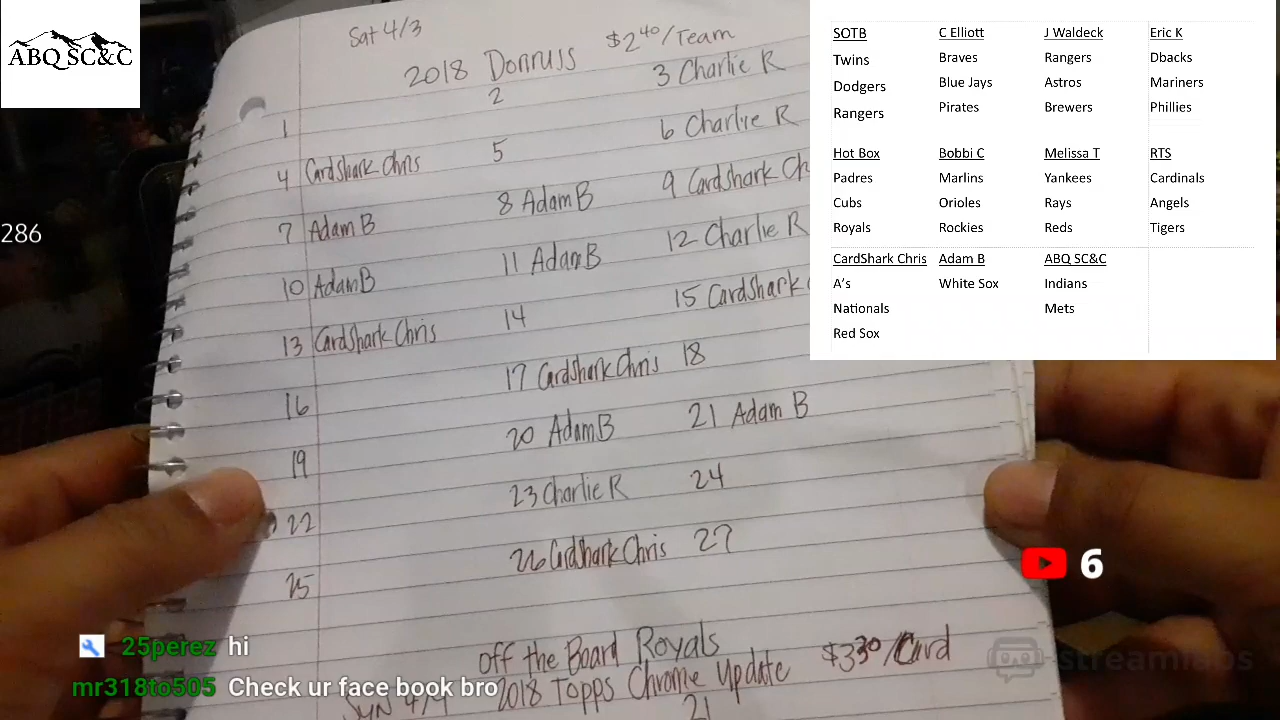 ABQ SC&C
Sat 4/3
2018 Donruss $2⁴⁰/Team
1 2 3 Charlie R
4 Cardshark Chris 5 6 Charlie R
7 Adam B 8 Adam B 9 Cardshark Ch
10 Adam B 11 Adam B 12 Charlie R
13 Cardshark Chris 14 15 Cardshark
16 17 Cardshark Chris 18
19 20 Adam B 21 Adam B
22 23 Charlie R 24
25 26 Cardshark Chris 27
off the Board Royals
Sun 4/4 2018 Topps Chrome Update $3³⁰/Card
21
SOTB C Elliott J Waldeck Eric K
Twins Braves Rangers Dbacks
Dodgers Blue Jays Astros Mariners
Rangers Pirates Brewers Phillies
Hot Box Bobbi C Melissa T RTS
Padres Marlins Yankees Cardinals
Cubs Orioles Rays Angels
Royals Rockies Reds Tigers
CardShark Chris Adam B ABQ SC&C
A's White Sox Indians
Nationals Mets
Red Sox
286
6
25perez hi
mr318to505 Check ur face book bro
streamlabs